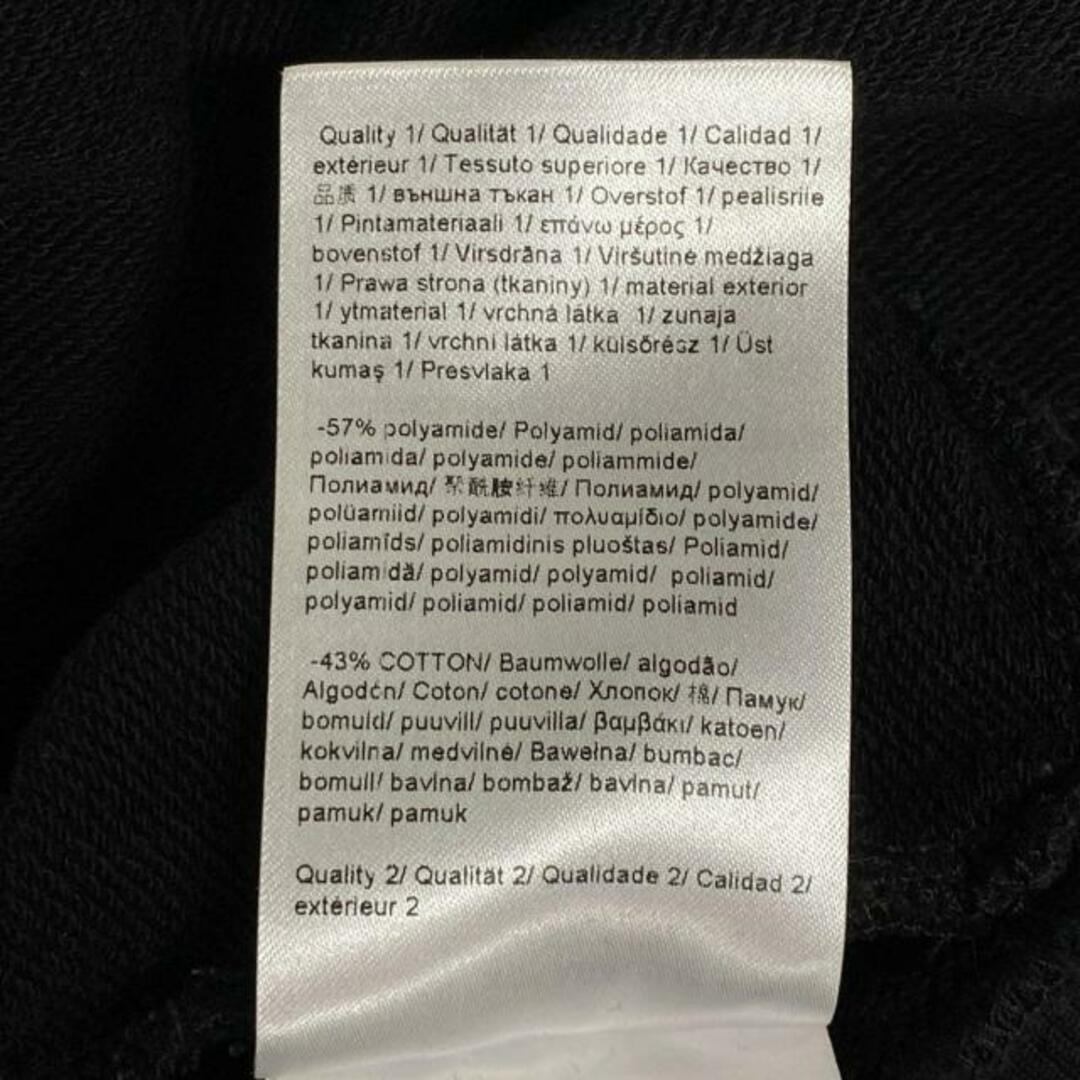 Quality 1/ Qualität 1/ Qualidade 1/ Calidad 1/
extérieur 1/ Tessuto superiore 1/ Качество 1/
品质 1/ външна тъкан 1/ Overstof 1/ pealisriie
1/ Pintamateriaali 1/ επάνω μέρος 1/
bovenstof 1/ Virsdrāna 1/ Viršutinė medžiaga
1/ Prawa strona (tkaniny) 1/ material exterior
1/ ytmaterial 1/ vrchná látka 1/ zunaja
tkanina 1/ vrchní látka 1/ külsőrész 1/ Üst
kumaş 1/ Presvlaka 1
-57% polyamide/ Polyamid/ poliamida/
poliamida/ polyamide/ poliammide/
Полиамид/ 聚酰胺纤维/ Полиамид/ polyamid/
polüamiid/ polyamidi/ πολυαμίδιο/ polyamide/
poliamīds/ poliamidinis pluoštas/ Poliamid/
poliamidă/ polyamid/ polyamid/ poliamid/
polyamid/ poliamid/ poliamid/ poliamid
-43% COTTON/ Baumwolle/ algodão/
Algodón/ Coton/ cotone/ Хлопок/ 棉/ Памук/
bomuld/ puuvill/ puuvilla/ βαμβάκι/ katoen/
kokvilna/ medvilnė/ Bawełna/ bumbac/
bomull/ bavlna/ bombaž/ bavlna/ pamut/
pamuk/ pamuk
Quality 2/ Qualität 2/ Qualidade 2/ Calidad 2/
extérieur 2